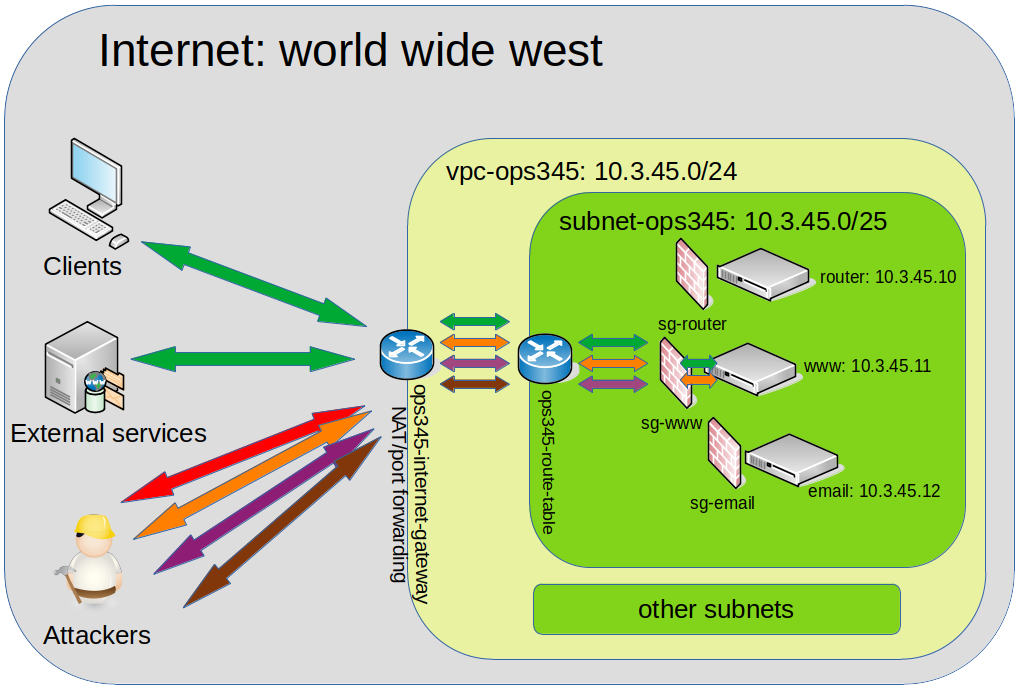 Internet: world wide west
vpc-ops345: 10.3.45.0/24
subnet-ops345: 10.3.45.0/25
Clients
router: 10.3.45.10
sg-router
www: 10.3.45.11
External services
sg-www
ops345-internet-gateway
NAT/port forwarding
ops345-route-table
email: 10.3.45.12
sg-email
Attackers
other subnets